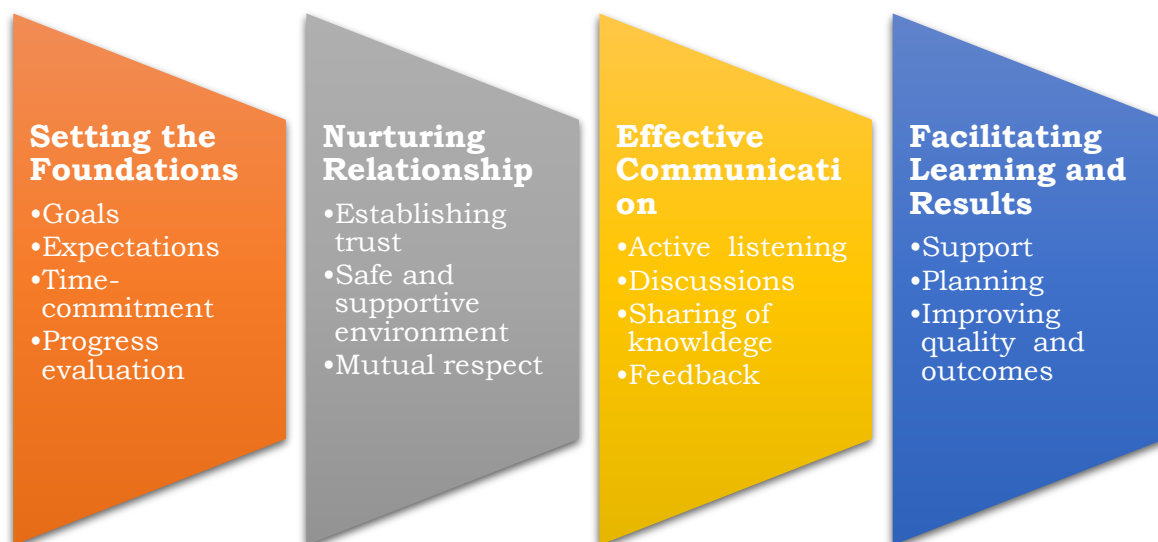 Setting the
Foundations
•Goals
•Expectations
•Time-
commitment
•Progress
evaluation
Nurturing
Relationship
•Establishing
trust
•Safe and
supportive
environment
•Mutual respect
Effective
Communicati
on
•Active listening
•Discussions
•Sharing of
knowldege
•Feedback
Facilitating
Learning and
Results
•Support
•Planning
•Improving
quality and
outcomes